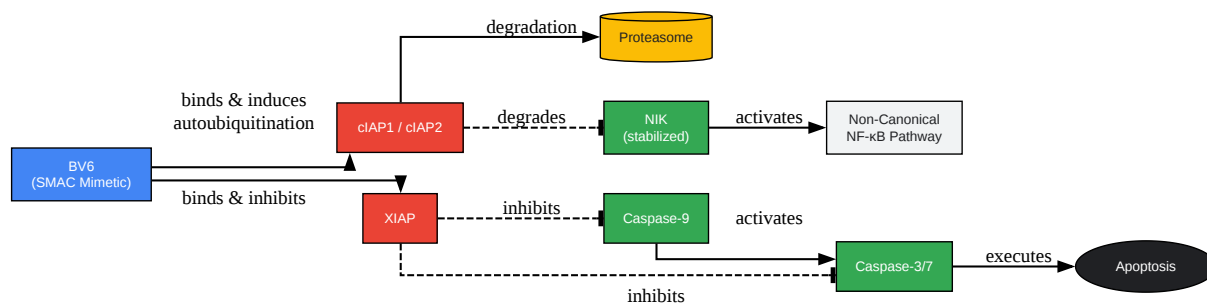 degradation
Proteasome
binds & induces
autoubiquitination
cIAP1 / cIAP2
degrades
NIK
(stabilized)
activates
Non-Canonical
NF-κB Pathway
BV6
(SMAC Mimetic)
binds & inhibits
XIAP
inhibits
Caspase-9
activates
Caspase-3/7
executes
Apoptosis
inhibits